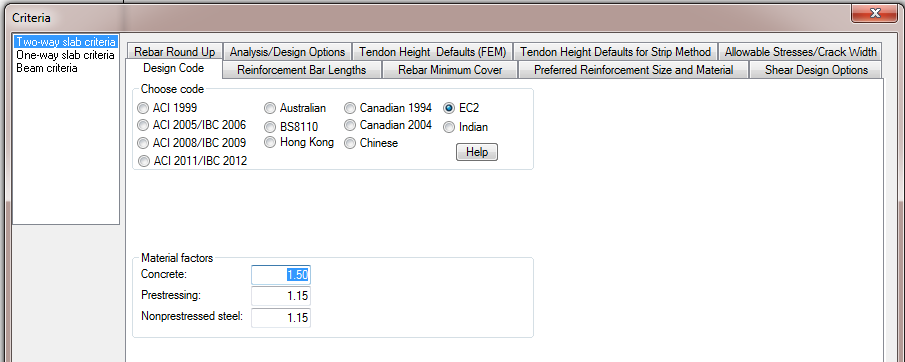 Criteria
X
Two-way slab criteria
One-way slab criteria
Beam criteria
Rebar Round Up Analysis/Design Options Tendon Height Defaults (FEM) Tendon Height Defaults for Strip Method Allowable Stresses/Crack Width
Design Code Reinforcement Bar Lengths Rebar Minimum Cover Preferred Reinforcement Size and Material Shear Design Options
Choose code
ACI 1999 Australian Canadian 1994 EC2
ACI 2005/IBC 2006 BS8110 Canadian 2004 Indian
ACI 2008/IBC 2009 Hong Kong Chinese
Help
ACI 2011/IBC 2012
Material factors
Concrete: 1.50
Prestressing: 1.15
Nonprestressed steel: 1.15